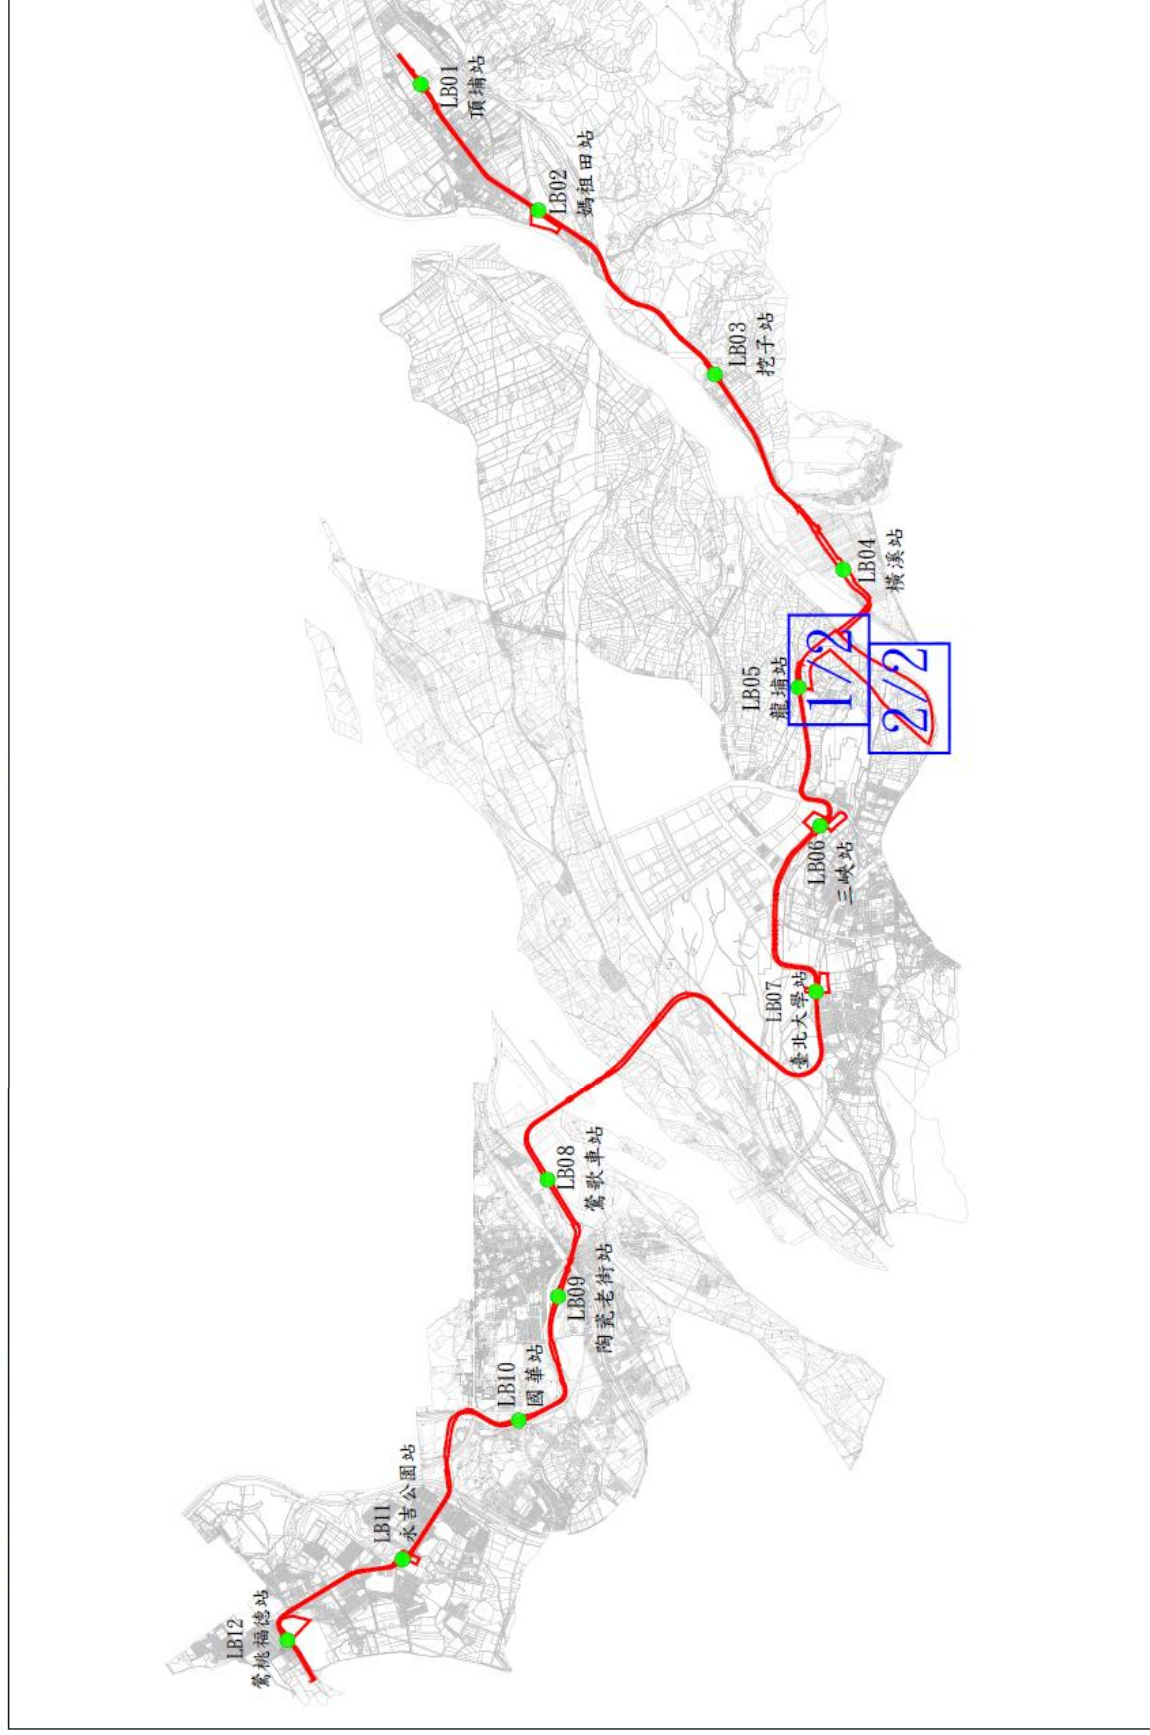 LB01
頂埔站
LB02
媽祖田站
LB03
挖子站
LB04
橫溪站
LB05
龍埔站
1/2
2/2
LB06
三峽站
LB07
臺北大學站
LB08
鶯歌車站
LB09
陶瓷老街站
LB10
國華站
LB11
永吉公園站
LB12
鶯桃福德站